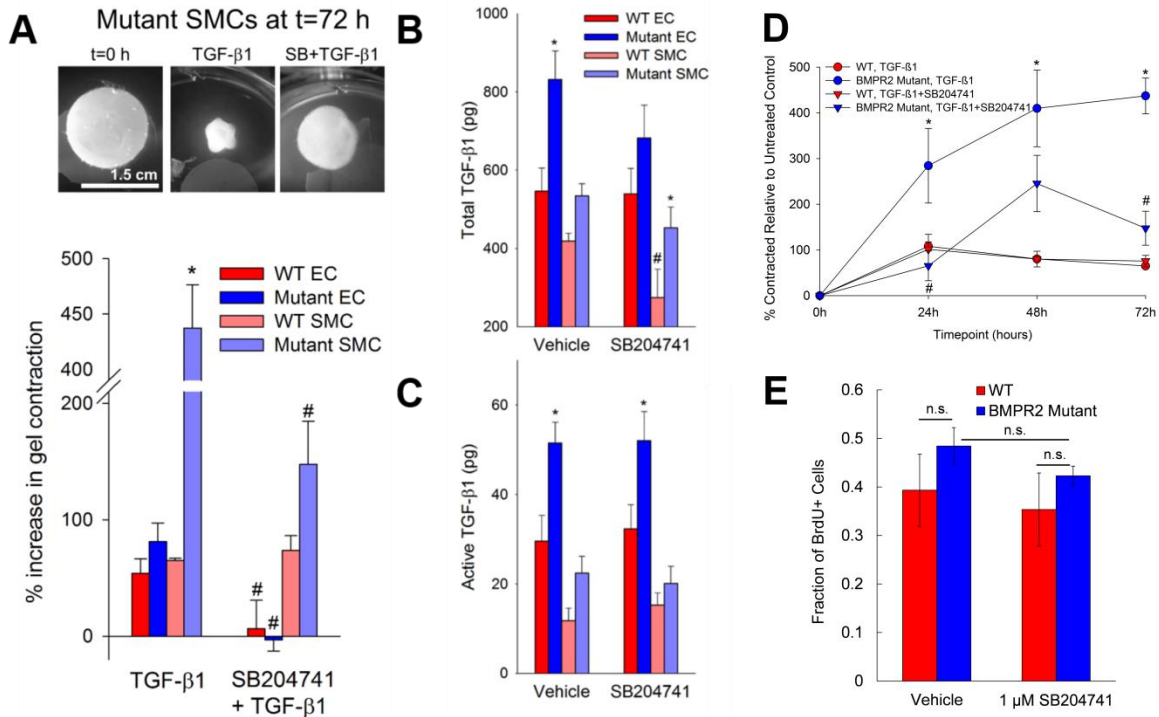 A
Mutant SMCs at t=72 h
t=0 h
TGF-β1
SB+TGF-β1
1.5 cm
% increase in gel contraction
500
450
400
200
100
0
*
#
#
#
WT EC
Mutant EC
WT SMC
Mutant SMC
TGF-β1
SB204741
+ TGF-β1
B
Total TGF-β1 (pg)
1000
800
600
400
200
WT EC
Mutant EC
WT SMC
Mutant SMC
*
#
*
Vehicle
SB204741
C
Active TGF-β1 (pg)
60
40
20
0
*
*
Vehicle
SB204741
D
% Contracted Relative to Untreated Control
500
400
300
200
100
0
WT, TGF-ß1
BMPR2 Mutant, TGF-ß1
WT, TGF-ß1+SB204741
BMPR2 Mutant, TGF-ß1+SB204741
*
*
*
#
#
0h
24h
48h
72h
Timepoint (hours)
E
Fraction of BrdU+ Cells
0.6
0.5
0.4
0.3
0.2
0.1
0
WT
BMPR2 Mutant
n.s.
n.s.
n.s.
Vehicle
1 µM SB204741